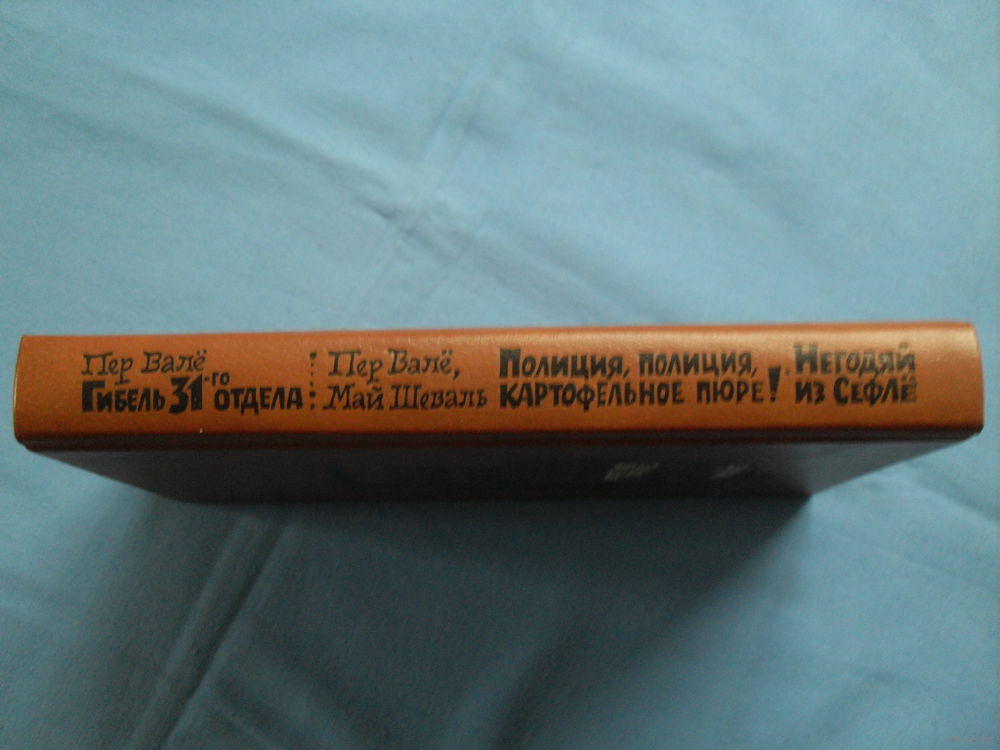 Пер Валё
Гибель 31-го отдела
Пер Валё,
Май Шеваль
Полиция, полиция,
картофельное пюре!
Негодяй
из Сефлё